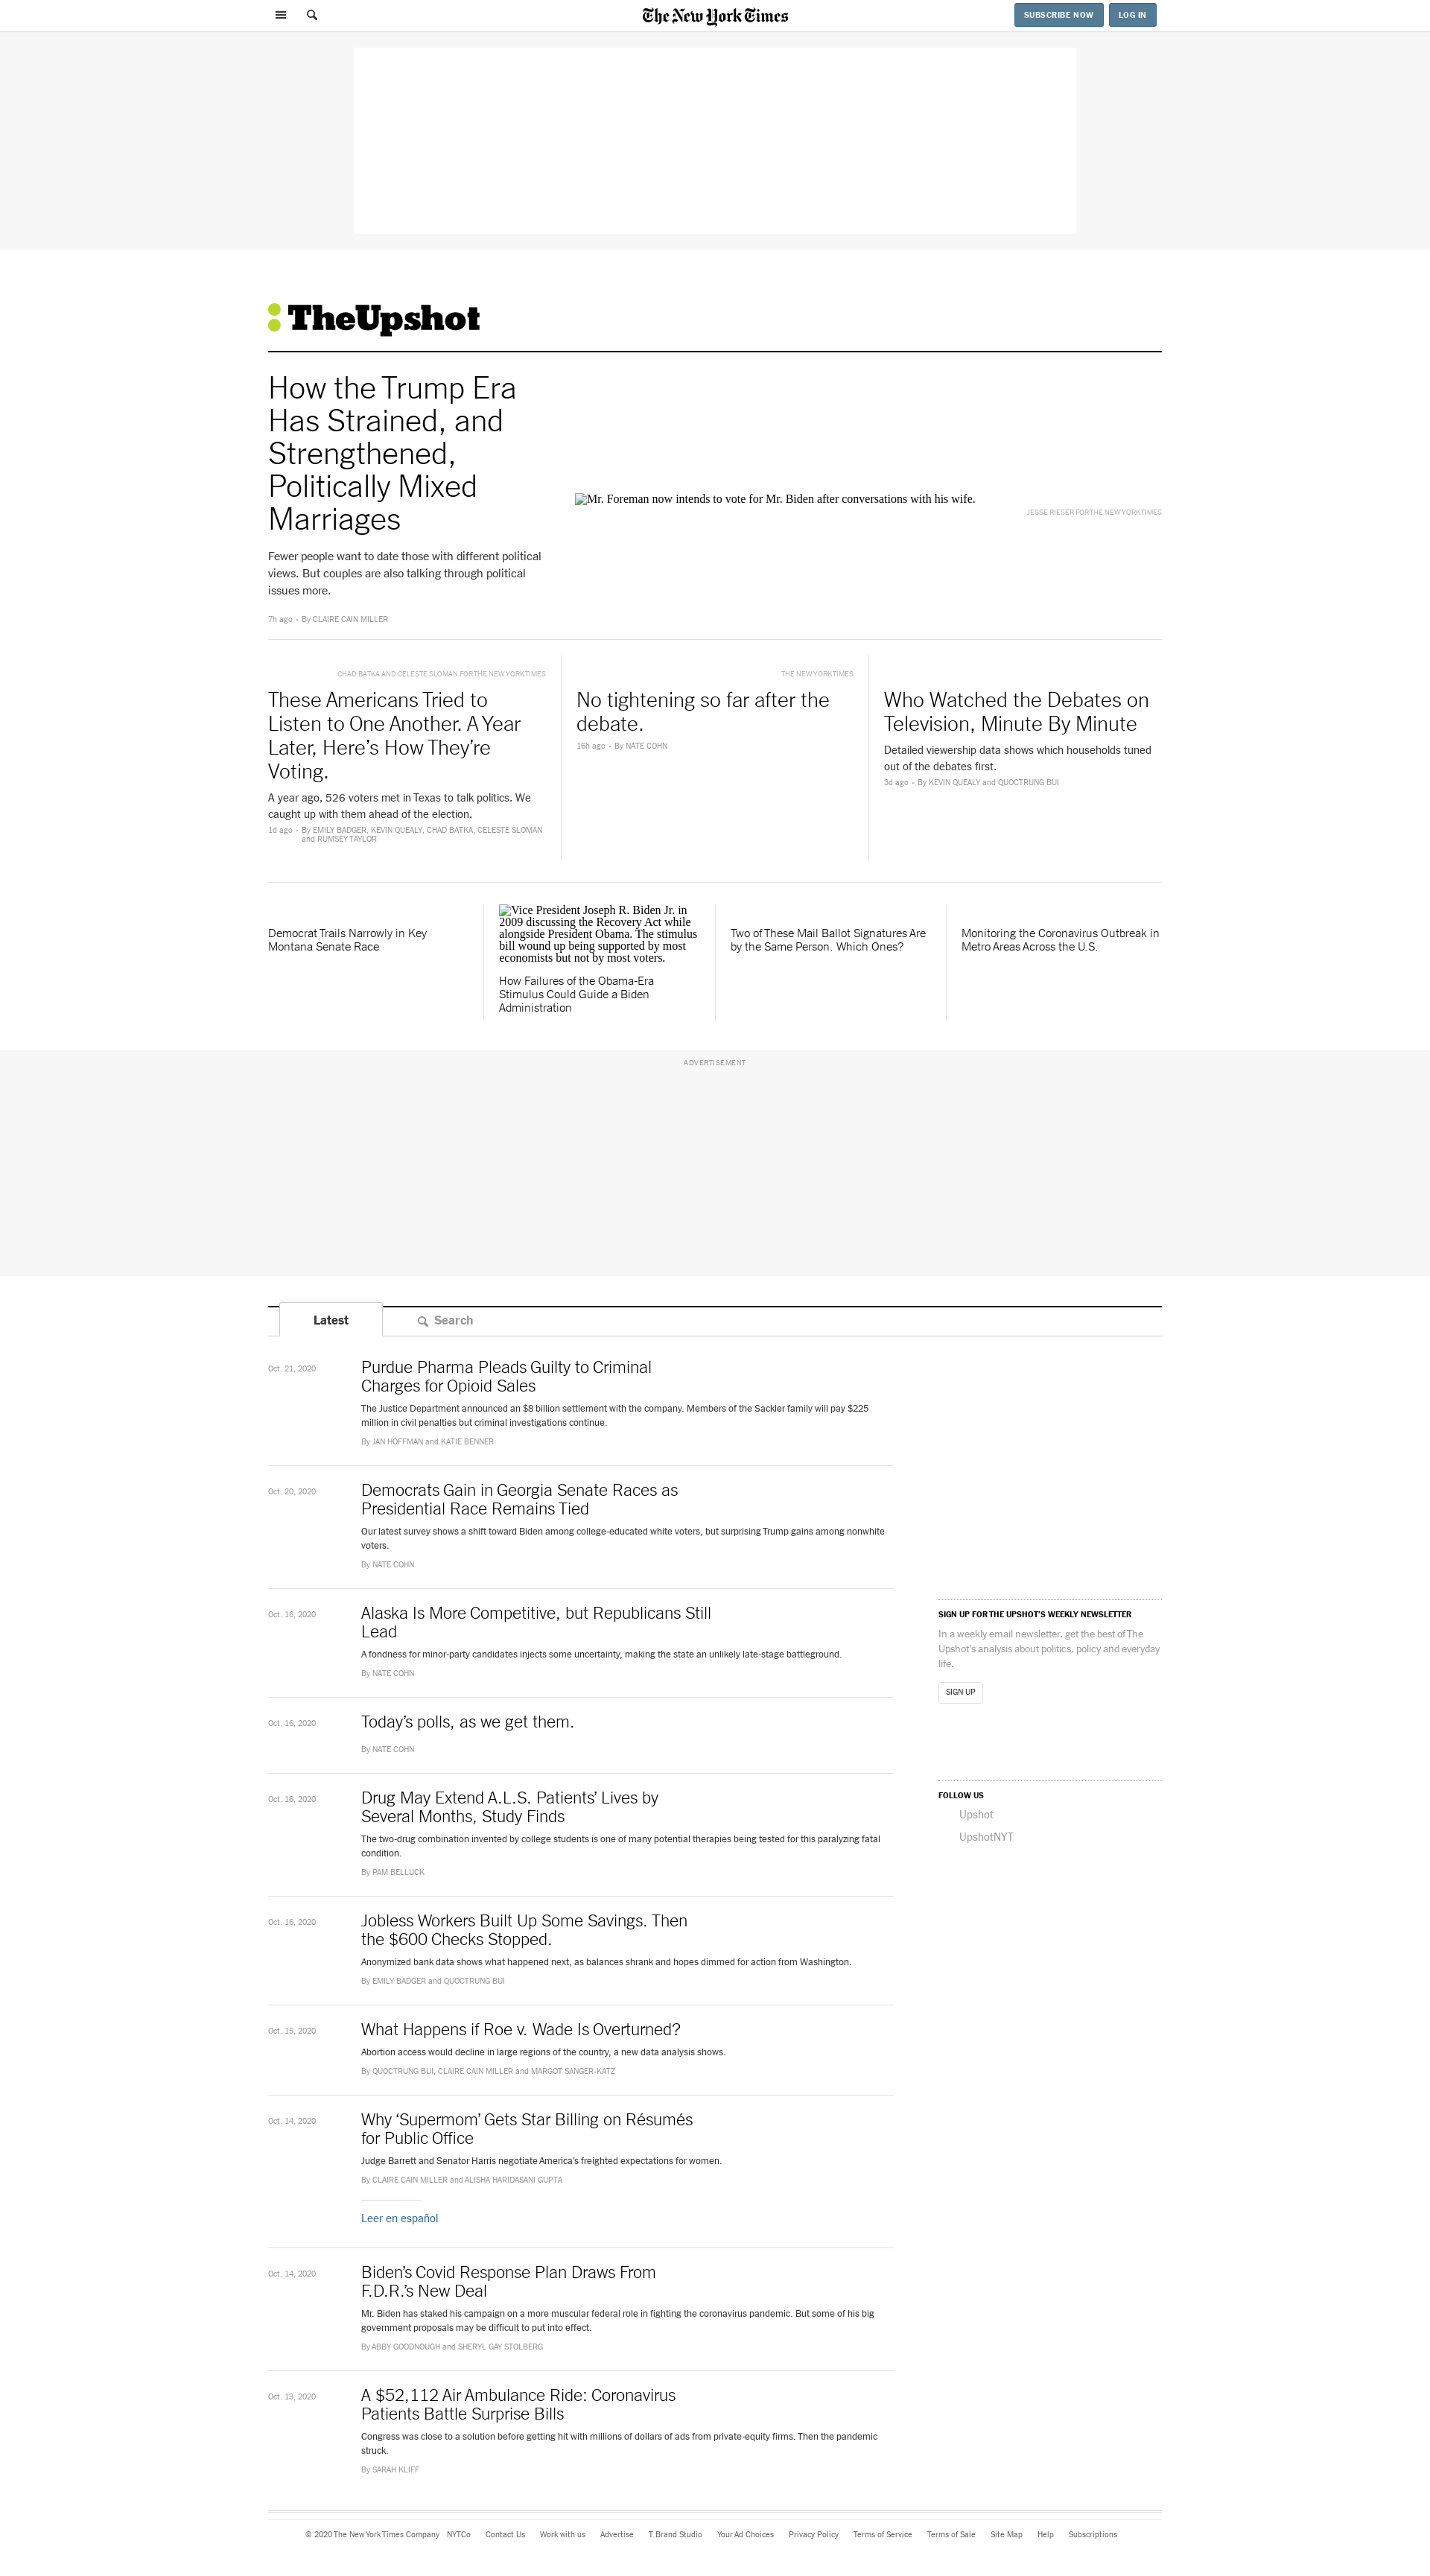 The New York Times
SUBSCRIBE NOW
LOG IN
TheUpshot
How the Trump Era
Has Strained, and
Strengthened,
Politically Mixed
Marriages
Fewer people want to date those with different political
views. But couples are also talking through political
issues more.
7h ago • By CLAIRE CAIN MILLER
Mr. Foreman now intends to vote for Mr. Biden after conversations with his wife.
JESSE RIESER FOR THE NEW YORK TIMES
CHAD BATKA AND CELESTE SLOMAN FOR THE NEW YORK TIMES
These Americans Tried to
Listen to One Another. A Year
Later, Here’s How They’re
Voting.
A year ago, 526 voters met in Texas to talk politics. We
caught up with them ahead of the election.
1d ago • By EMILY BADGER, KEVIN QUEALY, CHAD BATKA, CELESTE SLOMAN
and RUMSEY TAYLOR
THE NEW YORK TIMES
No tightening so far after the
debate.
16h ago • By NATE COHN
Who Watched the Debates on
Television, Minute By Minute
Detailed viewership data shows which households tuned
out of the debates first.
3d ago • By KEVIN QUEALY and QUOCTRUNG BUI
Democrat Trails Narrowly in Key
Montana Senate Race
Vice President Joseph R. Biden Jr. in
2009 discussing the Recovery Act while
alongside President Obama. The stimulus
bill wound up being supported by most
economists but not by most voters.
How Failures of the Obama-Era
Stimulus Could Guide a Biden
Administration
Two of These Mail Ballot Signatures Are
by the Same Person. Which Ones?
Monitoring the Coronavirus Outbreak in
Metro Areas Across the U.S.
ADVERTISEMENT
Latest
Search
Oct. 21, 2020
Purdue Pharma Pleads Guilty to Criminal
Charges for Opioid Sales
The Justice Department announced an $8 billion settlement with the company. Members of the Sackler family will pay $225
million in civil penalties but criminal investigations continue.
By JAN HOFFMAN and KATIE BENNER
Oct. 20, 2020
Democrats Gain in Georgia Senate Races as
Presidential Race Remains Tied
Our latest survey shows a shift toward Biden among college-educated white voters, but surprising Trump gains among nonwhite
voters.
By NATE COHN
Oct. 16, 2020
Alaska Is More Competitive, but Republicans Still
Lead
A fondness for minor-party candidates injects some uncertainty, making the state an unlikely late-stage battleground.
By NATE COHN
Oct. 16, 2020
Today’s polls, as we get them.
By NATE COHN
Oct. 16, 2020
Drug May Extend A.L.S. Patients’ Lives by
Several Months, Study Finds
The two-drug combination invented by college students is one of many potential therapies being tested for this paralyzing fatal
condition.
By PAM BELLUCK
Oct. 16, 2020
Jobless Workers Built Up Some Savings. Then
the $600 Checks Stopped.
Anonymized bank data shows what happened next, as balances shrank and hopes dimmed for action from Washington.
By EMILY BADGER and QUOCTRUNG BUI
Oct. 15, 2020
What Happens if Roe v. Wade Is Overturned?
Abortion access would decline in large regions of the country, a new data analysis shows.
By QUOCTRUNG BUI, CLAIRE CAIN MILLER and MARGOT SANGER-KATZ
Oct. 14, 2020
Why ‘Supermom’ Gets Star Billing on Résumés
for Public Office
Judge Barrett and Senator Harris negotiate America’s freighted expectations for women.
By CLAIRE CAIN MILLER and ALISHA HARIDASANI GUPTA
Leer en español
Oct. 14, 2020
Biden’s Covid Response Plan Draws From
F.D.R.’s New Deal
Mr. Biden has staked his campaign on a more muscular federal role in fighting the coronavirus pandemic. But some of his big
government proposals may be difficult to put into effect.
By ABBY GOODNOUGH and SHERYL GAY STOLBERG
Oct. 13, 2020
A $52,112 Air Ambulance Ride: Coronavirus
Patients Battle Surprise Bills
Congress was close to a solution before getting hit with millions of dollars of ads from private-equity firms. Then the pandemic
struck.
By SARAH KLIFF
SIGN UP FOR THE UPSHOT'S WEEKLY NEWSLETTER
In a weekly email newsletter, get the best of The
Upshot's analysis about politics, policy and everyday
life.
SIGN UP
FOLLOW US
Upshot
UpshotNYT
© 2020 The New York Times Company NYTCo Contact Us Work with us Advertise T Brand Studio Your Ad Choices Privacy Policy Terms of Service Terms of Sale Site Map Help Subscriptions